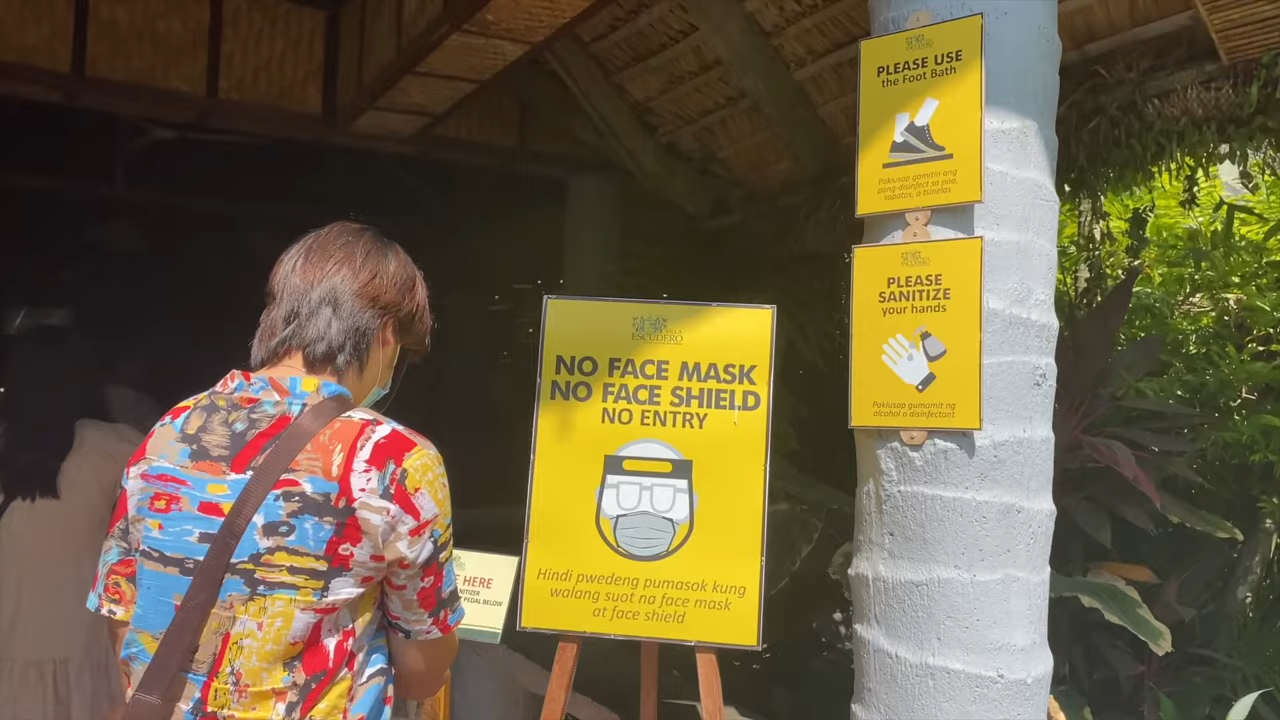 PLEASE USE
the Foot Bath
Pakiusap gamitin ang
pang-disinfect sa paa,
sapatos, o tsinelas
PLEASE
SANITIZE
your hands
Pakiusap gumamit ng
alcohol o disinfectant
VILLA
ESCUDERO
NO FACE MASK
NO FACE SHIELD
NO ENTRY
Hindi pwedeng pumasok kung
walang suot na face mask
at face shield
HERE
PEDAL BELOW